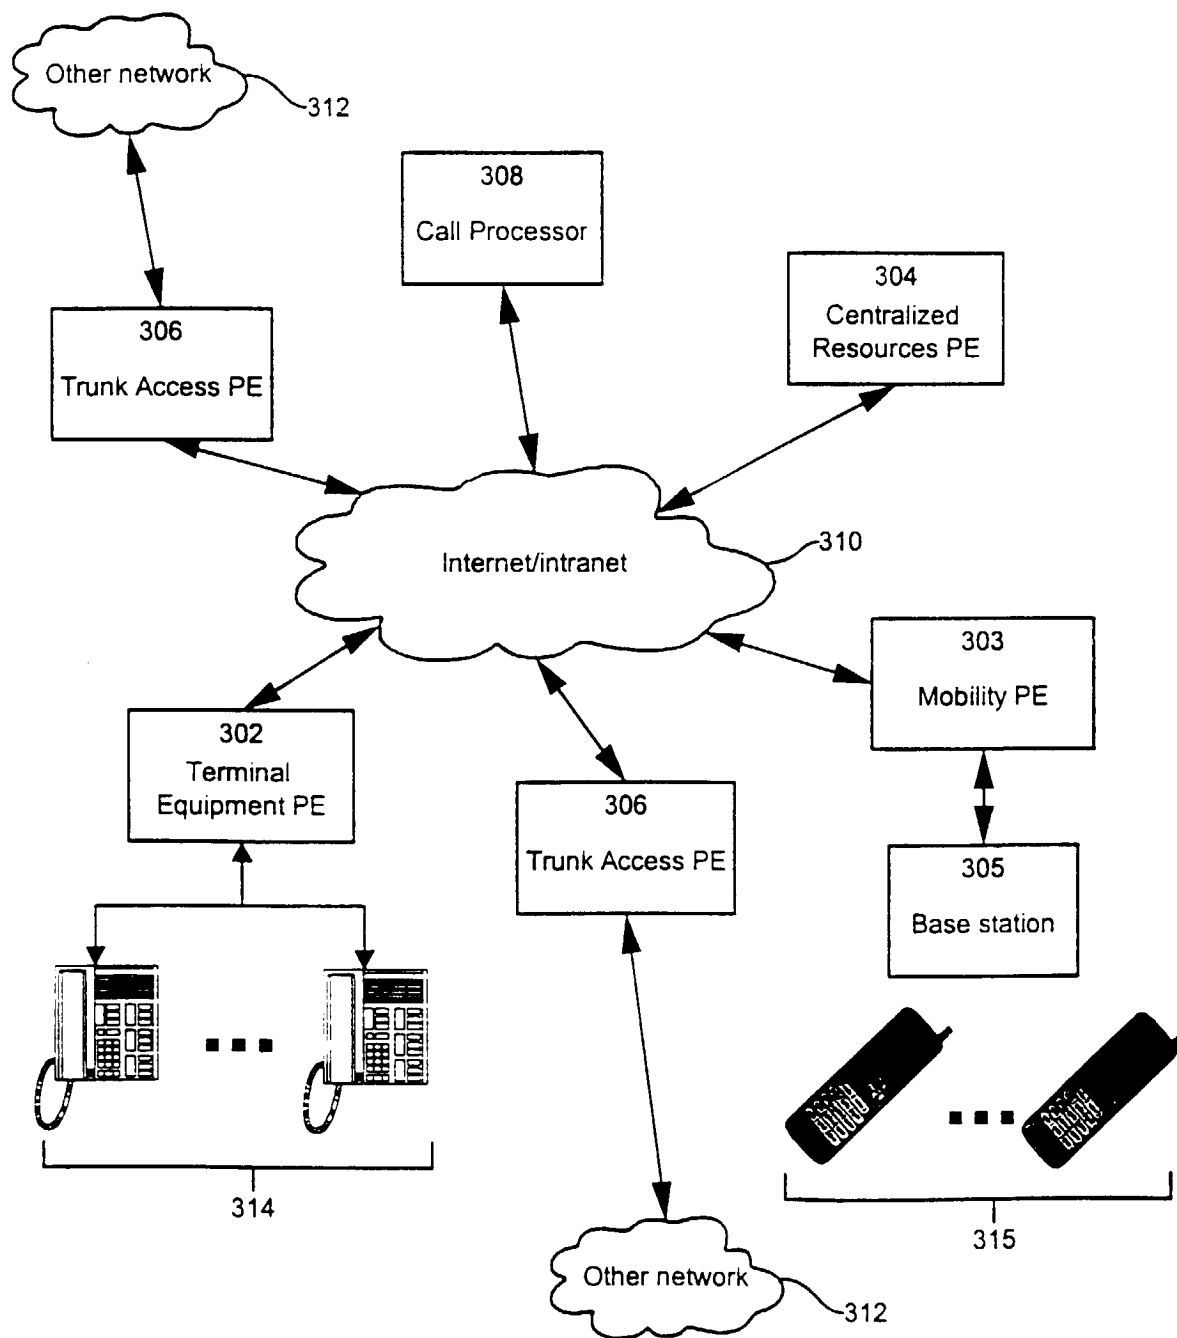 Other network
312
308
Call Processor
304
Centralized
Resources PE
306
Trunk Access PE
Internet/intranet
310
303
Mobility PE
302
Terminal
Equipment PE
306
Trunk Access PE
305
Base station
314
315
Other network
312